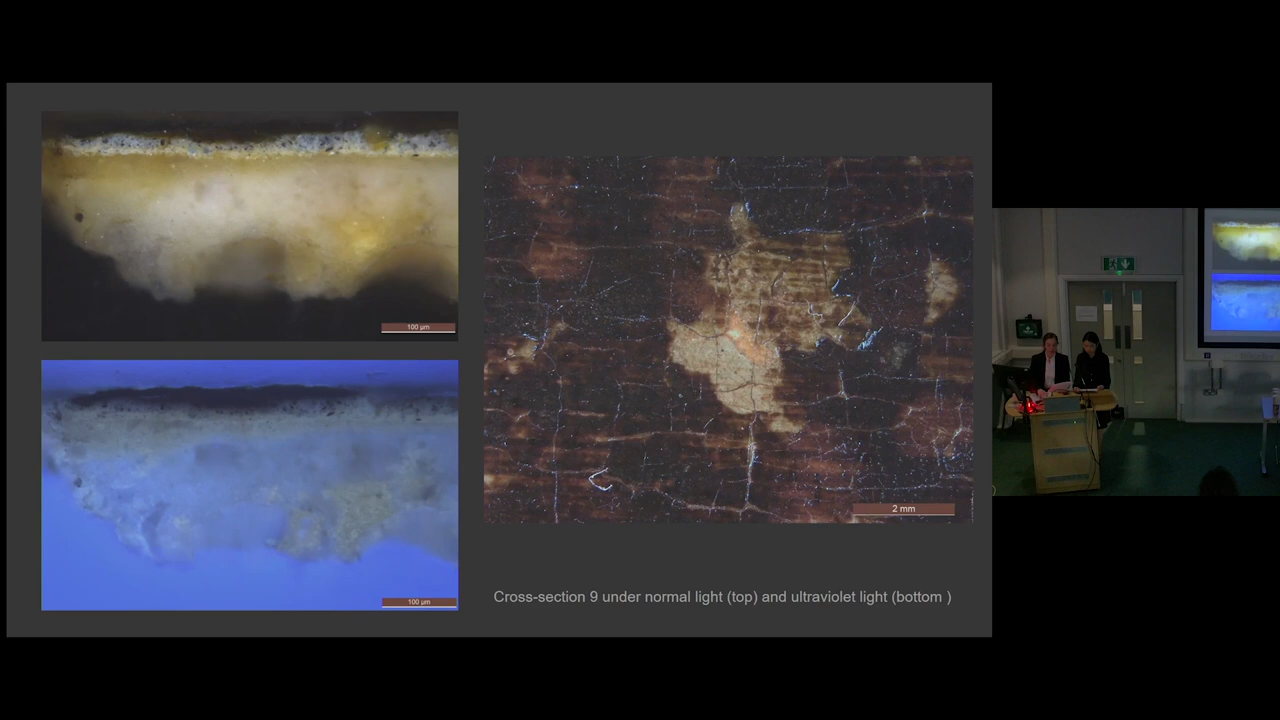 100 µm
100 µm
2 mm
Cross-section 9 under normal light (top) and ultraviolet light (bottom )